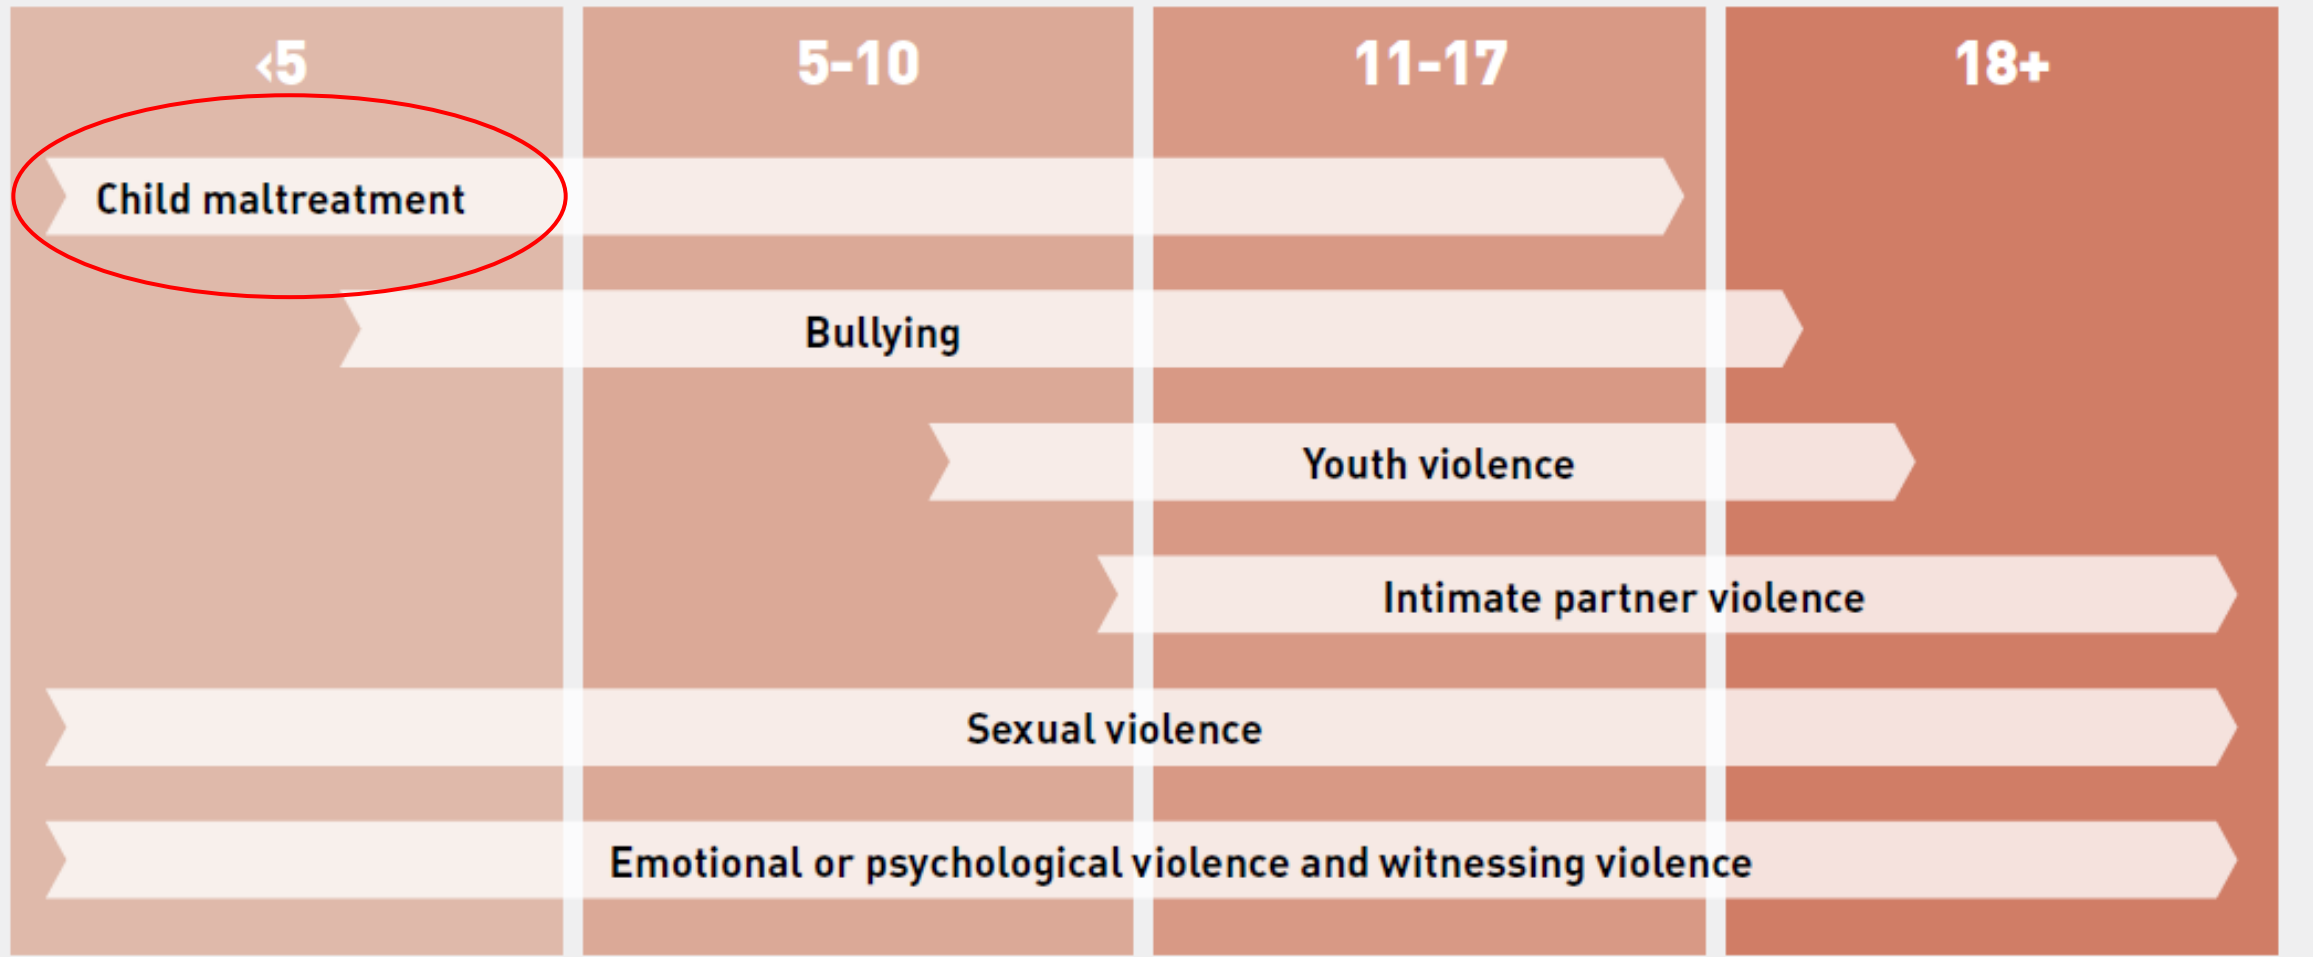 <5 5-10 11-17 18+
Child maltreatment
Bullying
Youth violence
Intimate partner violence
Sexual violence
Emotional or psychological violence and witnessing violence